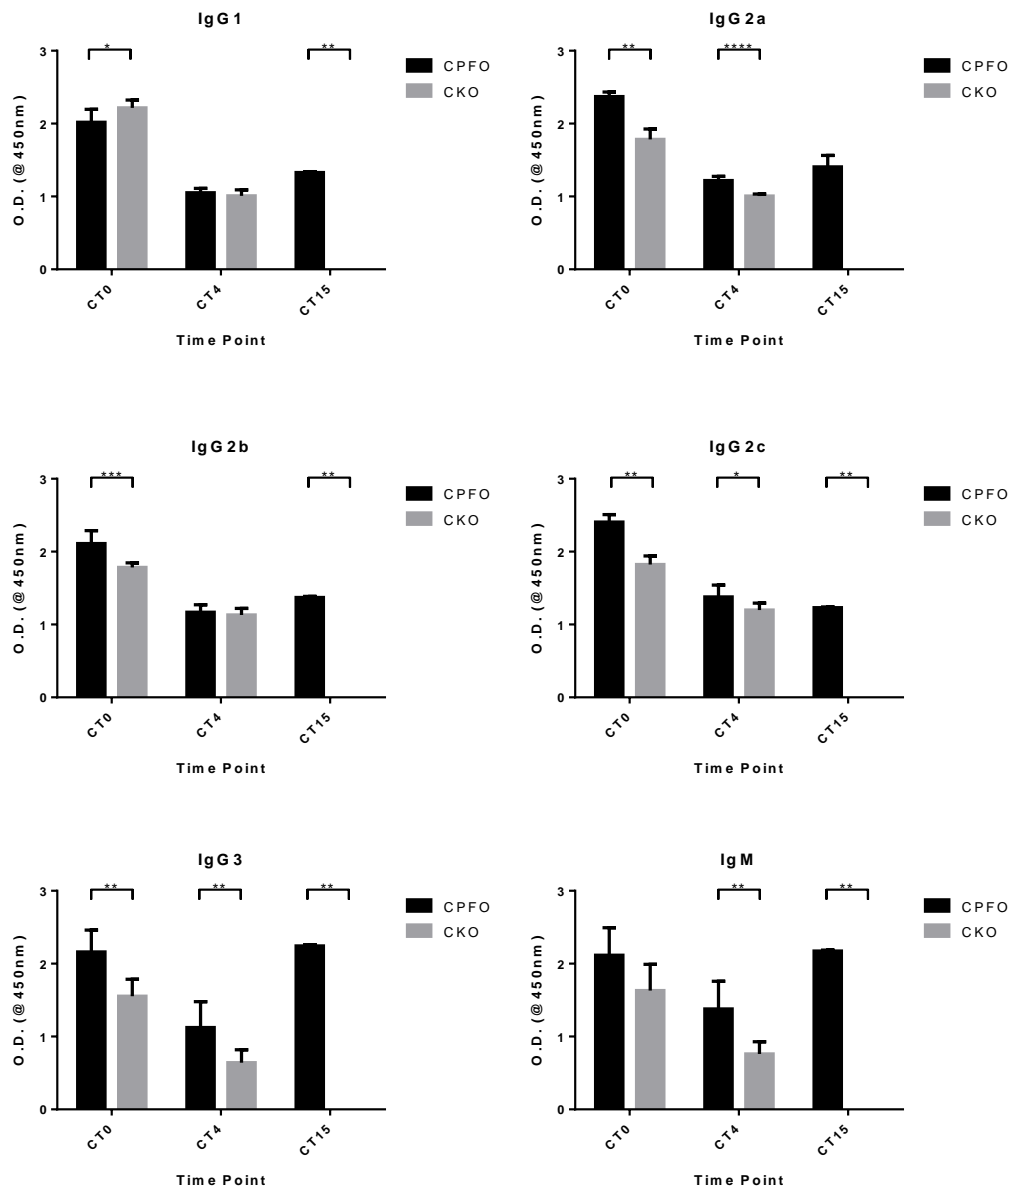 IgG1
* **
3
2
1
0
O.D. (@450nm)
CT0 CT4 CT15
Time Point
CPFO
CKO
IgG2a
** ****
3
2
1
0
O.D. (@450nm)
CT0 CT4 CT15
Time Point
CPFO
CKO
IgG2b
*** **
3
2
1
0
O.D. (@450nm)
CT0 CT4 CT15
Time Point
CPFO
CKO
IgG2c
** * **
3
2
1
0
O.D. (@450nm)
CT0 CT4 CT15
Time Point
CPFO
CKO
IgG3
** ** **
3
2
1
0
O.D. (@450nm)
CT0 CT4 CT15
Time Point
CPFO
CKO
IgM
** **
3
2
1
0
O.D. (@450nm)
CT0 CT4 CT15
Time Point
CPFO
CKO